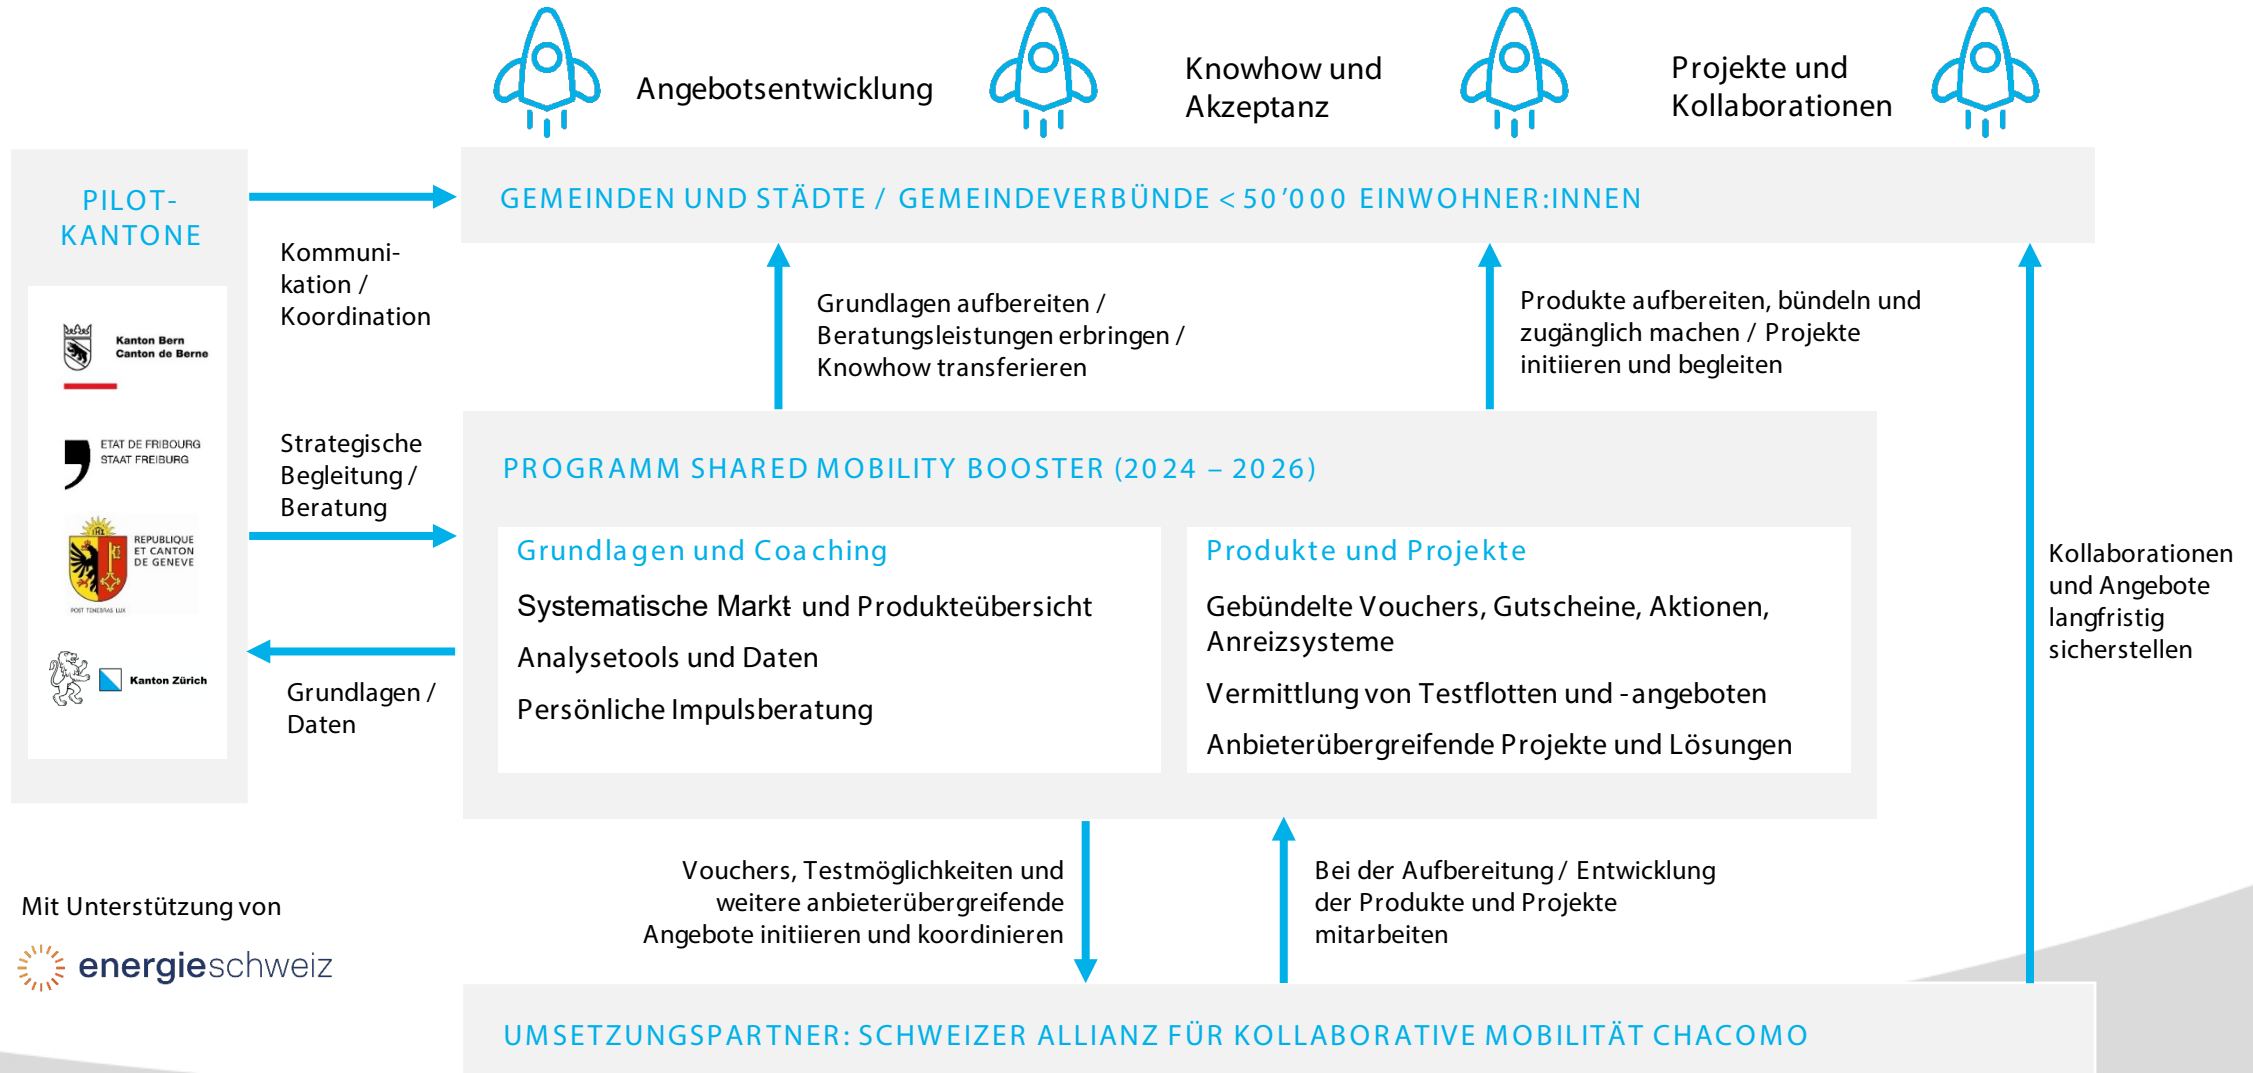 Angebotsentwicklung
Knowhow und
Akzeptanz
Projekte und
Kollaborationen
PILOT-
KANTONE
GEMEINDEN UND STÄDTE / GEMEINDEVERBÜNDE < 50’000 EINWOHNER:INNEN
Kommuni-
kation /
Koordination
Grundlagen aufbereiten /
Beratungsleistungen erbringen /
Knowhow transferieren
Produkte aufbereiten, bündeln und
zugänglich machen / Projekte
initiieren und begleiten
Kanton Bern
Canton de Berne
ETAT DE FRIBOURG
STAAT FREIBURG
REPUBLIQUE
ET CANTON
DE GENEVE
POST TENEBRAS LUX
Kanton Zürich
Strategische
Begleitung /
Beratung
Grundlagen /
Daten
PROGRAMM SHARED MOBILITY BOOSTER (2024 – 2026)
Grundlagen und Coaching
Systematische Markt- und Produkteübersicht
Analysetools und Daten
Persönliche Impulsberatung
Produkte und Projekte
Gebündelte Vouchers, Gutscheine, Aktionen,
Anreizsysteme
Vermittlung von Testflotten und -angeboten
Anbieterübergreifende Projekte und Lösungen
Kollaborationen
und Angebote
langfristig
sicherstellen
Vouchers, Testmöglichkeiten und
weitere anbieterübergreifende
Angebote initiieren und koordinieren
Bei der Aufbereitung / Entwicklung
der Produkte und Projekte
mitarbeiten
Mit Unterstützung von
energieschweiz
UMSETZUNGSPARTNER: SCHWEIZER ALLIANZ FÜR KOLLABORATIVE MOBILITÄT CHACOMO